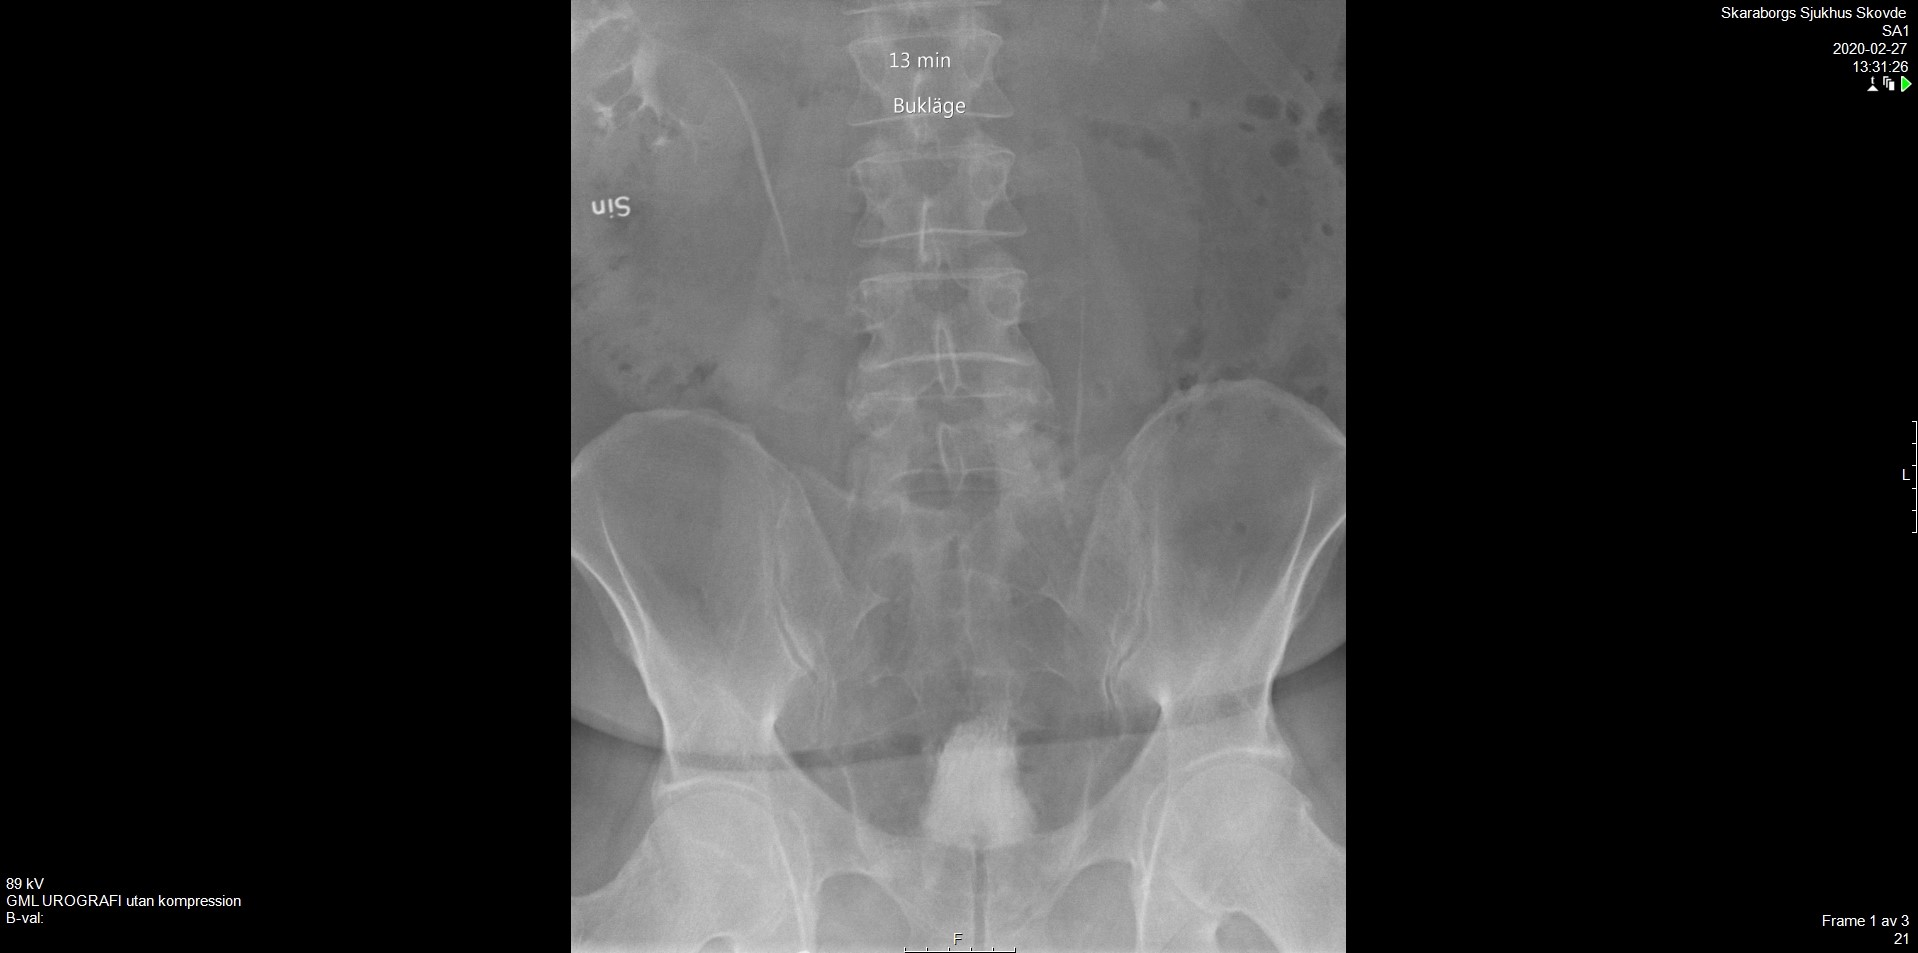 Skaraborgs Sjukhus Skovde
SA1
2020-02-27
13:31:26
13 min
Bukläge
Sin
L
89 kV
GML UROGRAFI utan kompression
B-val:
Frame 1 av 3
21
F